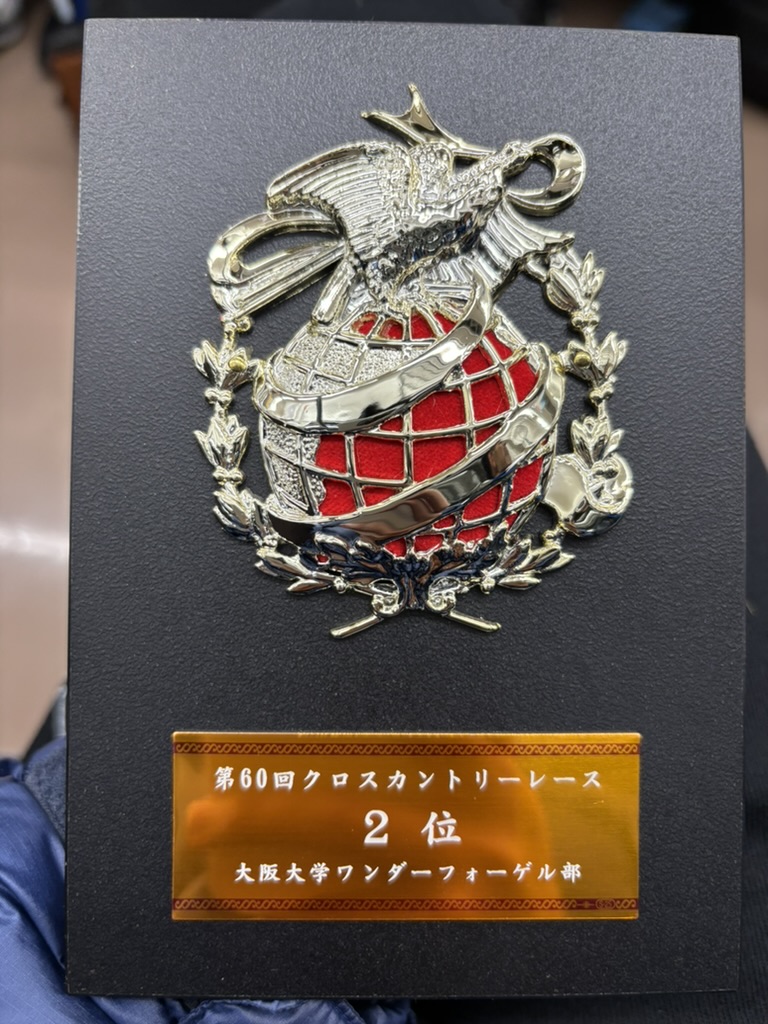 第60回クロスカントリーレース
2 位
大阪大学ワンダーフォーゲル部